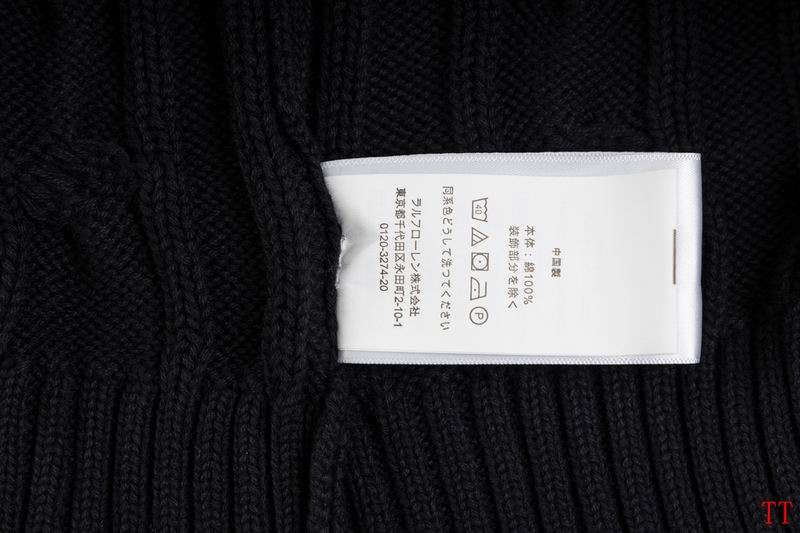 中国製
本体：綿100%
装飾部分を除く
40
P
同系色どうして洗ってください
ラルフローレン株式会社
東京都千代田区永田町2-10-1
0120-3274-20
TT